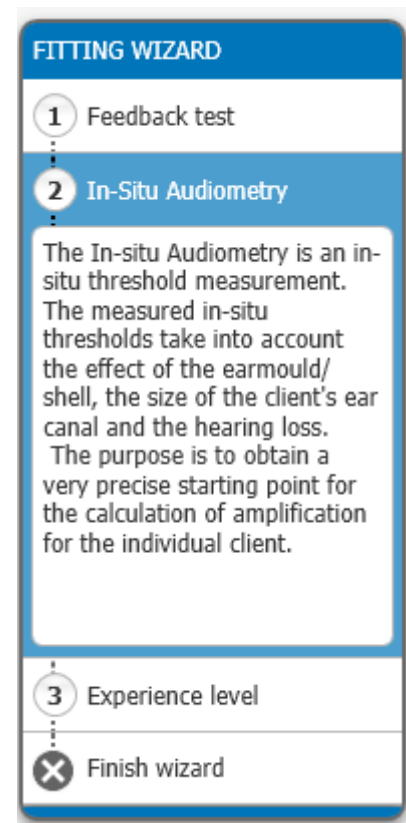 FITTING WIZARD
1 Feedback test
2 In-Situ Audiometry
The In-situ Audiometry is an in-
situ threshold measurement.
The measured in-situ
thresholds take into account
the effect of the earmould/
shell, the size of the client's ear
canal and the hearing loss.
The purpose is to obtain a
very precise starting point for
the calculation of amplification
for the individual client.
3 Experience level
Finish wizard